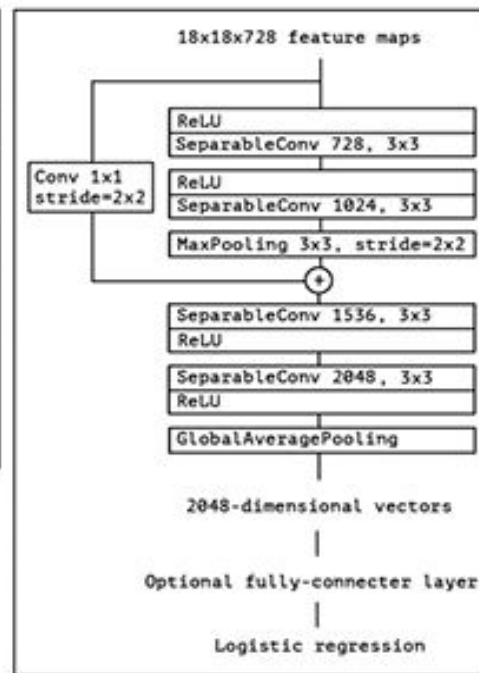 18x18x728 feature maps
ReLU
SeparableConv 728, 3x3
Conv 1x1
stride=2x2
ReLU
SeparableConv 1024, 3x3
MaxPooling 3x3, stride=2x2
+
SeparableConv 1536, 3x3
ReLU
SeparableConv 2048, 3x3
ReLU
GlobalAveragePooling
2048-dimensional vectors
Optional fully-connecter layer
Logistic regression